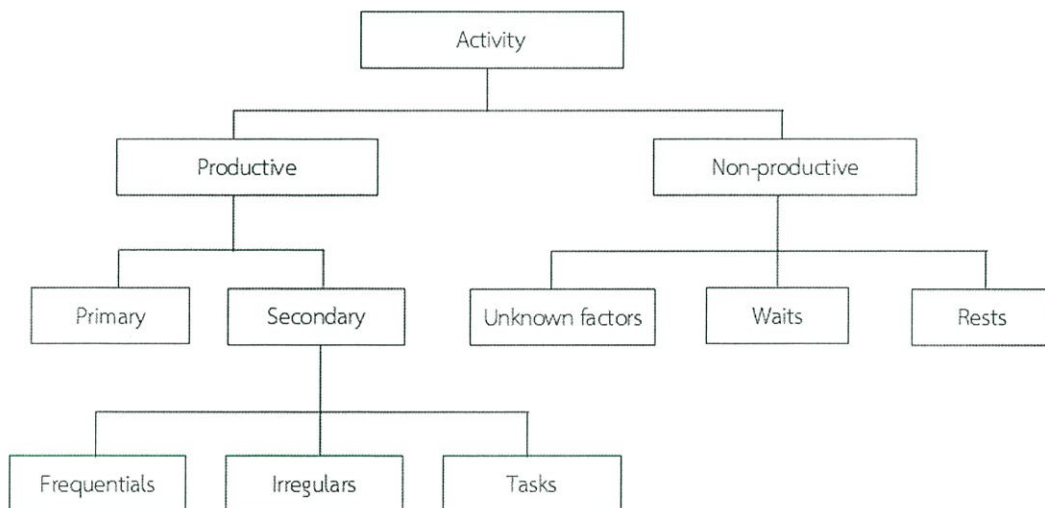 Activity
Productive
Non-productive
Primary
Secondary
Unknown factors
Waits
Rests
Frequentials
Irregulars
Tasks